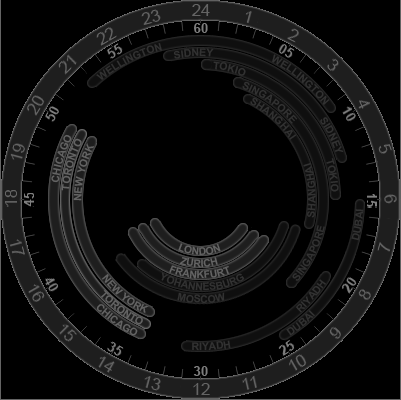 24
1
2
3
4
5
6
7
8
9
10
11
12
13
14
15
16
17
18
19
20
21
22
23
60
05
10
15
20
25
30
35
40
45
50
55
WELLINGTON
WELLINGTON
SiDNEY
SIDNEY
TOKIO
TOKIO
SINGAPORE
SINGAPORE
SHANGHAI
SHANGHAI
DUBAI
DUBAI
RIYADH
RIYADH
CHICAGO
TORONTO
NEW YORK
NEW YORK
TORONTO
CHICAGO
LONDON
ZURICH
FRANKFURT
YOHANNESBURG
MOSCOW